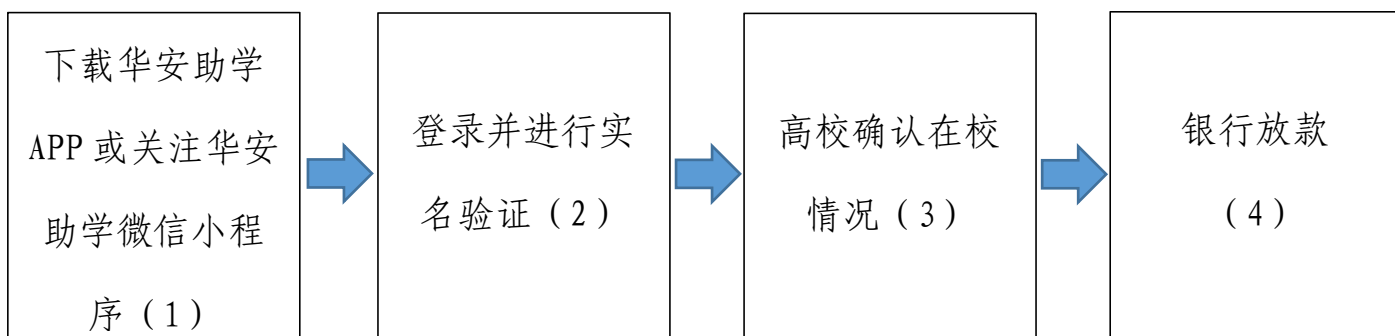 下载华安助学
APP或关注华安
助学微信小程
序（1）
登录并进行实
名验证（2）
高校确认在校
情况（3）
银行放款
（4）